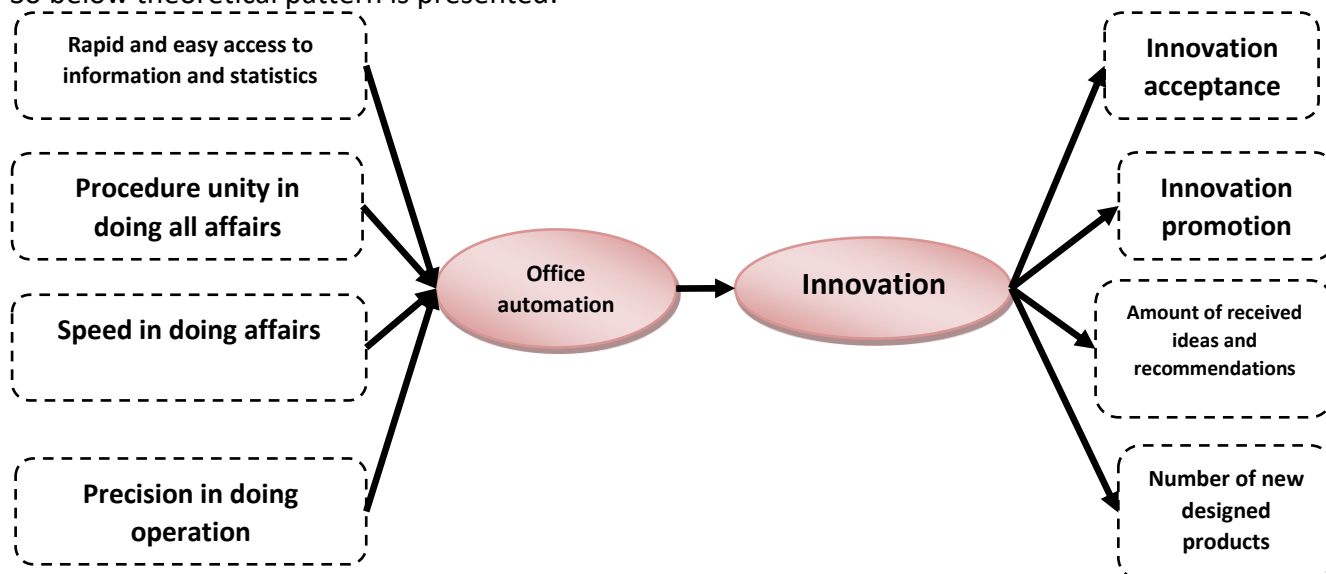 So below theoretical pattern is presented:
Rapid and easy access to
information and statistics
Procedure unity in
doing all affairs
Speed in doing affairs
Precision in doing
operation
Office
automation
Innovation
Innovation
acceptance
Innovation
promotion
Amount of received
ideas and
recommendations
Number of new
designed
products